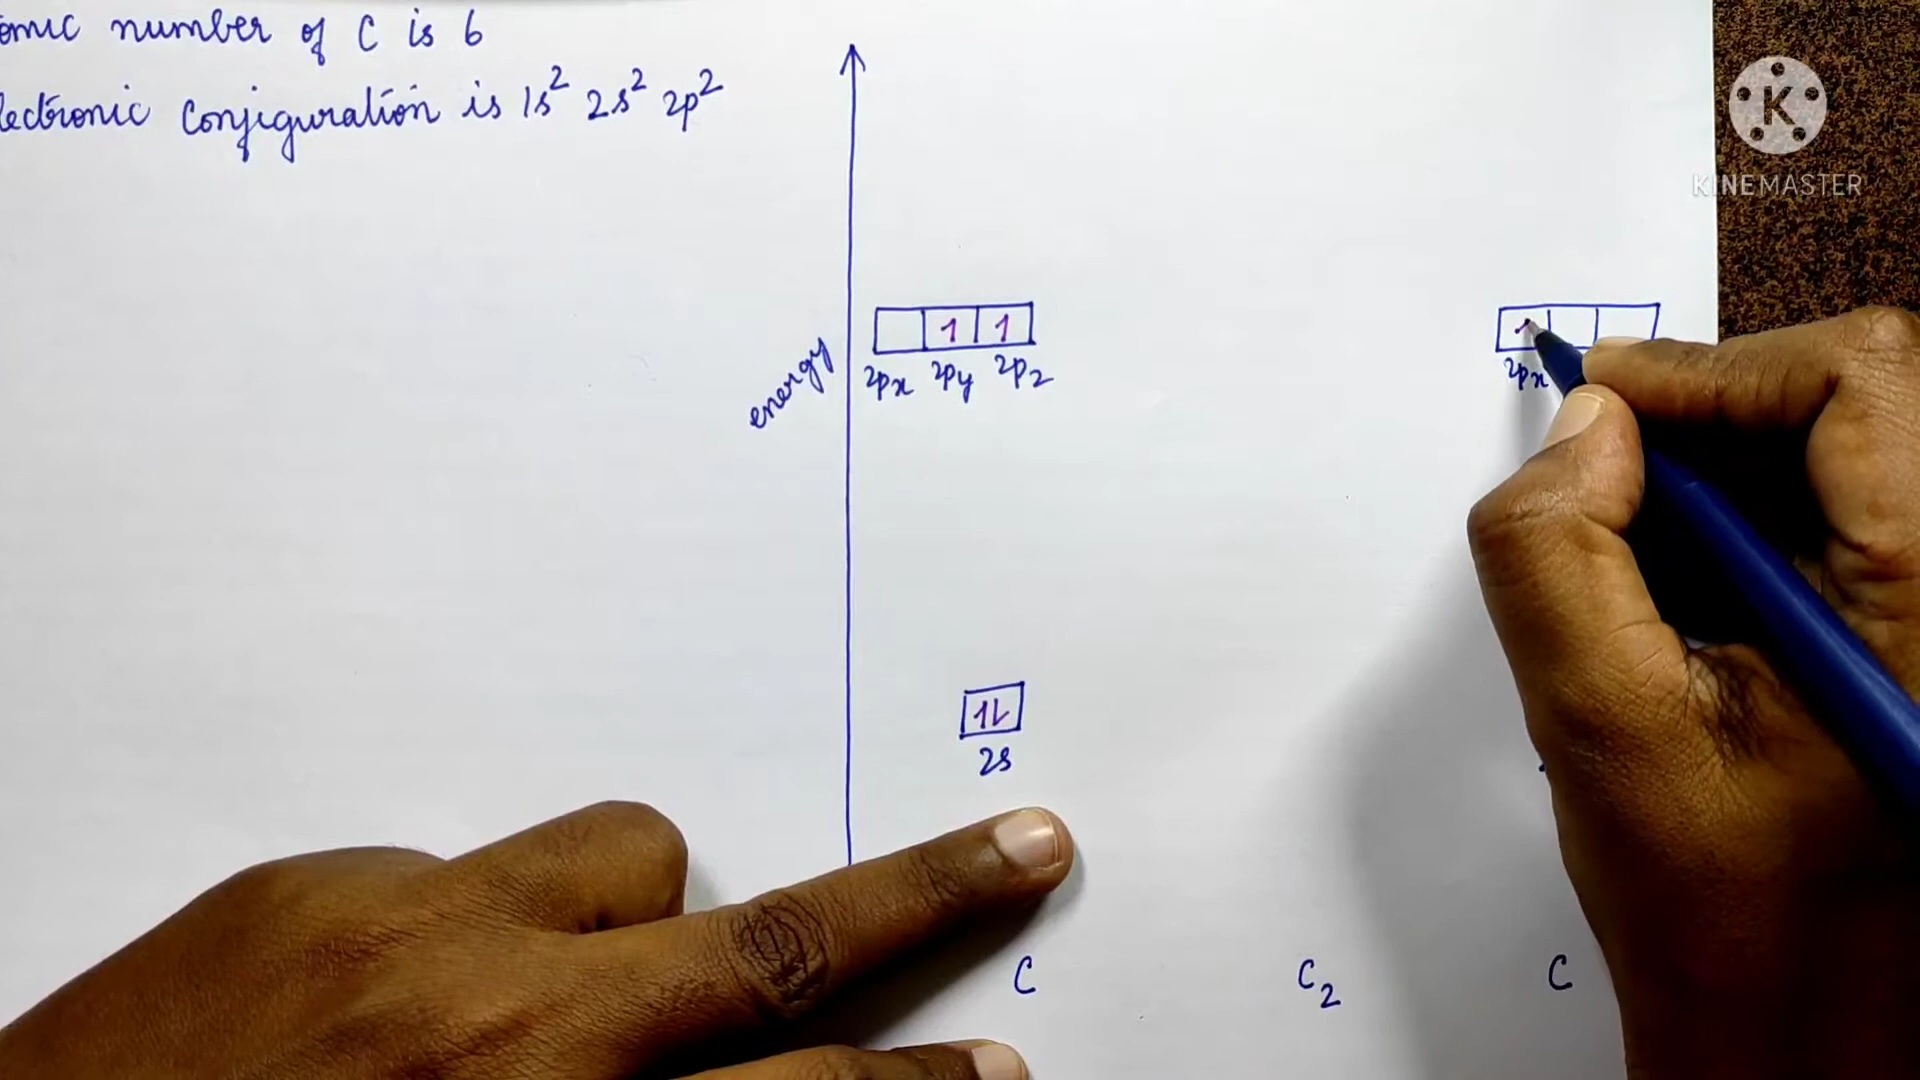 omic number of C is 6
lectronic configuration is 1s² 2s² 2p²
K
KINEMASTER
energy
1 1
1
2px 2py 2pz
2px
1L
2s
C
C₂
C